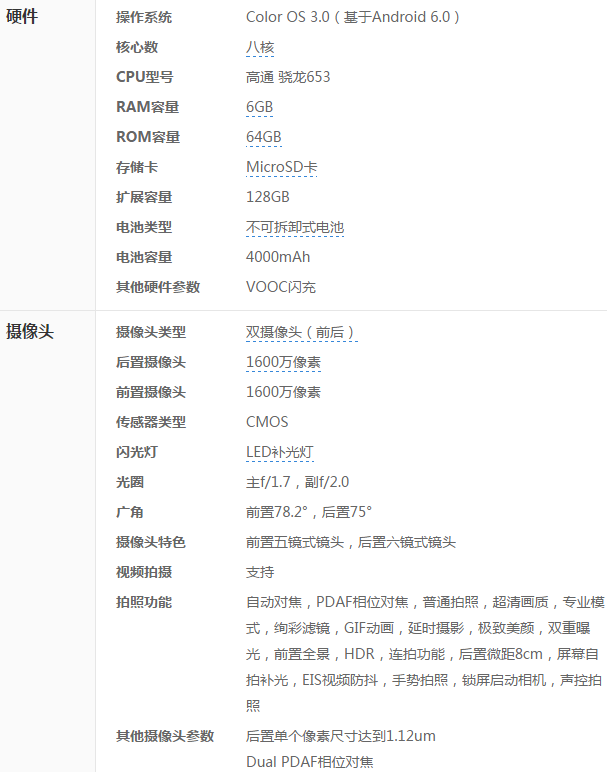 硬件
操作系统 Color OS 3.0（基于Android 6.0）
核心数 八核
CPU型号 高通 骁龙653
RAM容量 6GB
ROM容量 64GB
存储卡 MicroSD卡
扩展容量 128GB
电池类型 不可拆卸式电池
电池容量 4000mAh
其他硬件参数 VOOC闪充
摄像头
摄像头类型 双摄像头（前后）
后置摄像头 1600万像素
前置摄像头 1600万像素
传感器类型 CMOS
闪光灯 LED补光灯
光圈 主f/1.7，副f/2.0
广角 前置78.2°，后置75°
摄像头特色 前置五镜式镜头，后置六镜式镜头
视频拍摄 支持
拍照功能 自动对焦，PDAF相位对焦，普通拍照，超清画质，专业模
式，绚彩滤镜，GIF动画，延时摄影，极致美颜，双重曝
光，前置全景，HDR，连拍功能，后置微距8cm，屏幕自
拍补光，EIS视频防抖，手势拍照，锁屏启动相机，声控拍
照
其他摄像头参数 后置单个像素尺寸达到1.12um
Dual PDAF相位对焦